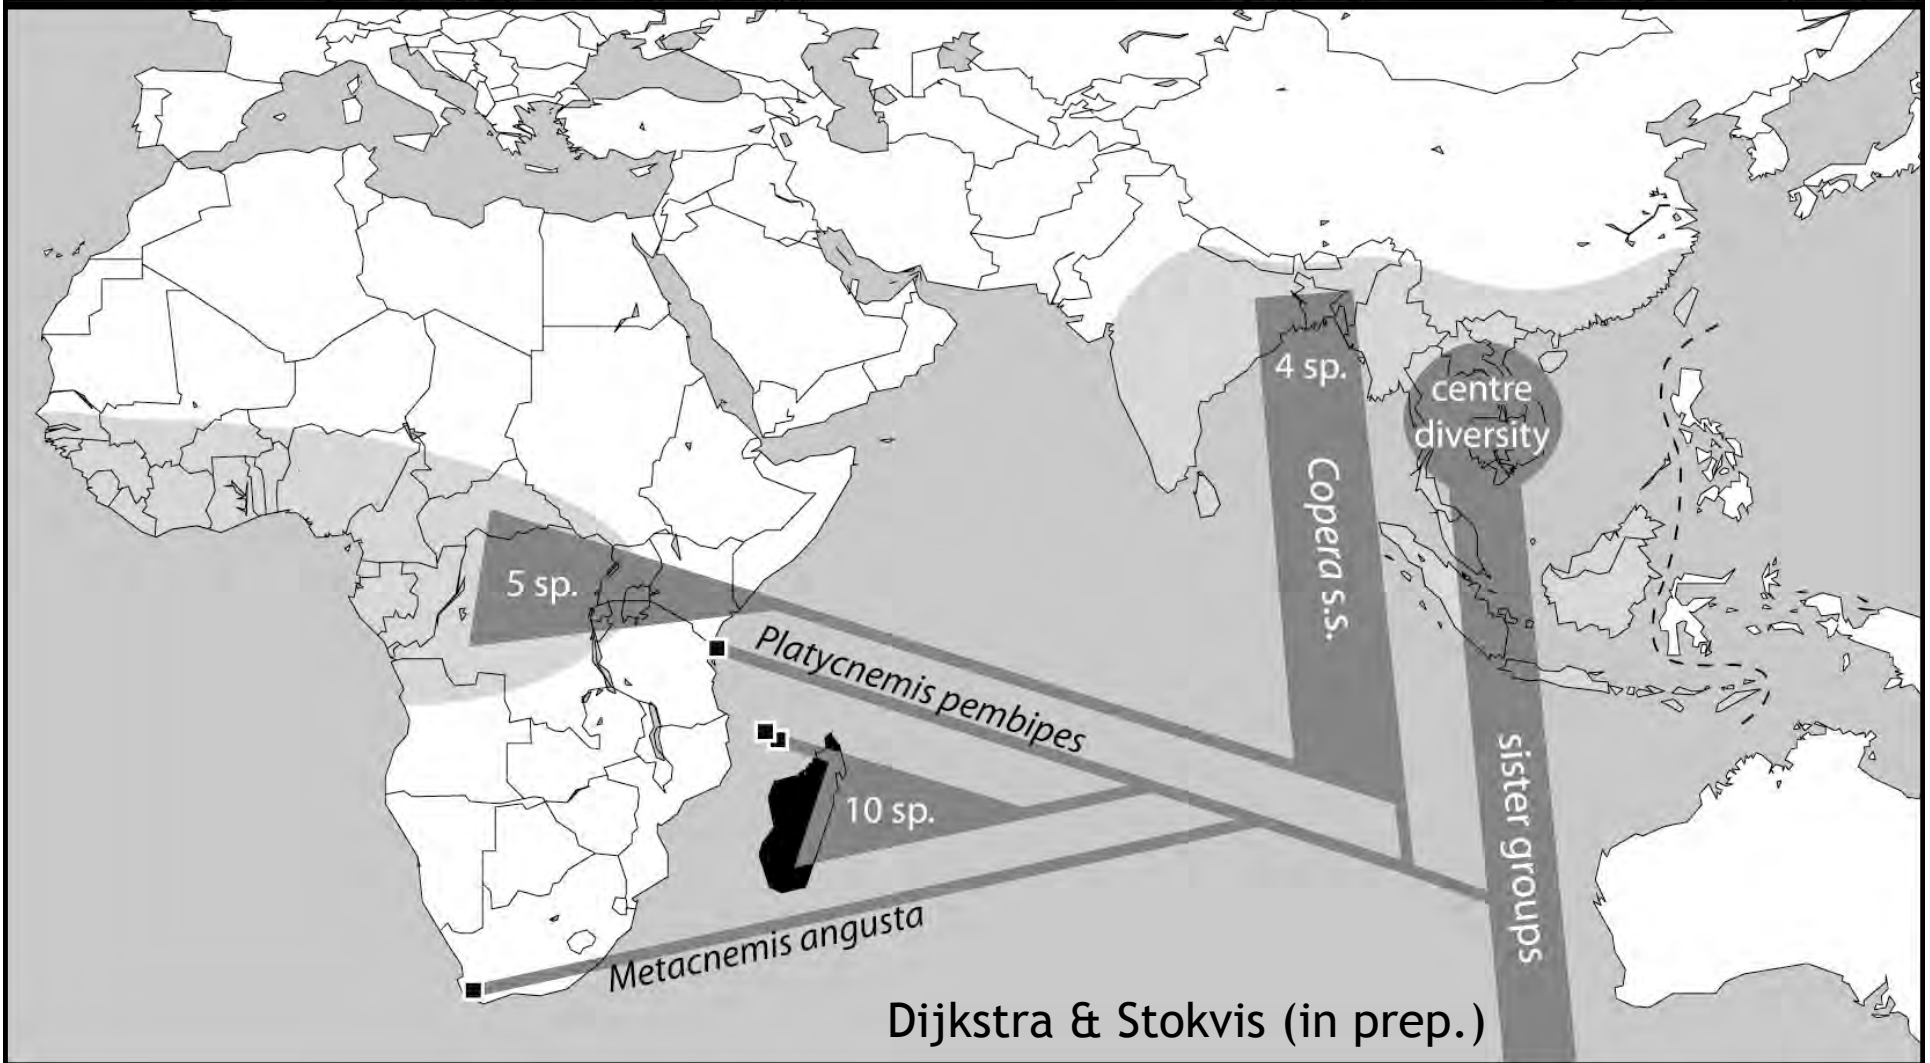 4 sp.
centre
diversity
Copera s.s.
5 sp.
Platycnemis pembipes
10 sp.
sister groups
Metacnemis angusta
Dijkstra & Stokvis (in prep.)